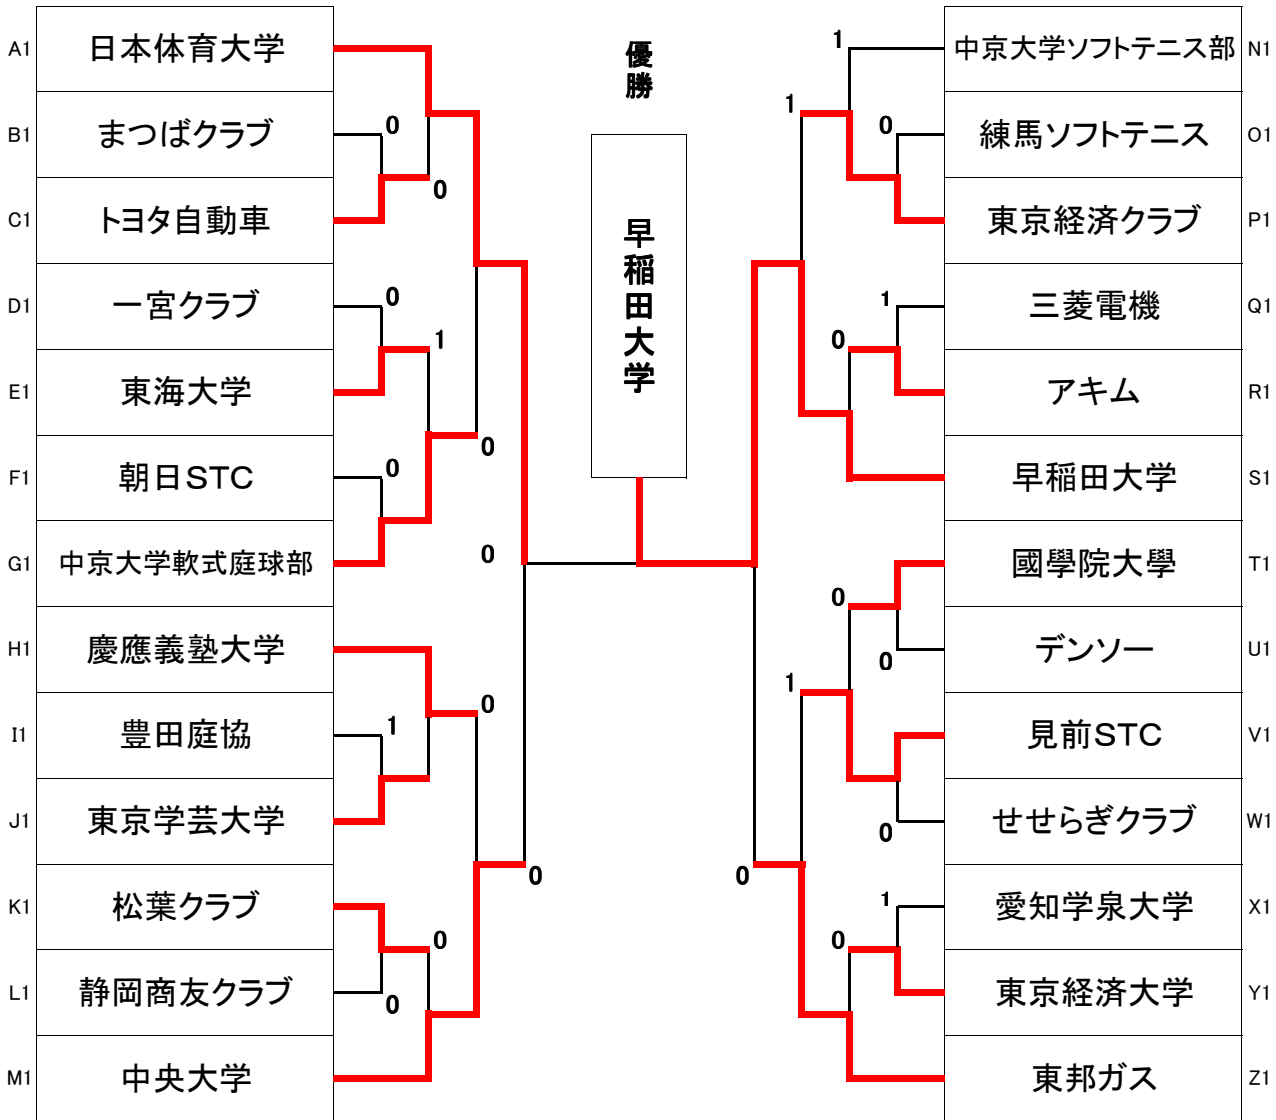 A1 日本体育大学
B1 まつばクラブ 0
C1 トヨタ自動車 0
D1 一宮クラブ 0
E1 東海大学 1
F1 朝日STC 0
0
G1 中京大学軟式庭球部 0
H1 慶應義塾大学
I1 豊田庭協 1 0
J1 東京学芸大学
K1 松葉クラブ 0
L1 静岡商友クラブ 0
0
M1 中央大学
優勝
早稲田大学
1 中京大学ソフトテニス部 N1
1
0 練馬ソフトテニス O1
東京経済クラブ P1
1 三菱電機 Q1
0
アキム R1
早稲田大学 S1
國學院大學 T1
0
0 デンソー U1
1
見前STC V1
0 せせらぎクラブ W1
0
1 愛知学泉大学 X1
0
東京経済大学 Y1
東邦ガス Z1